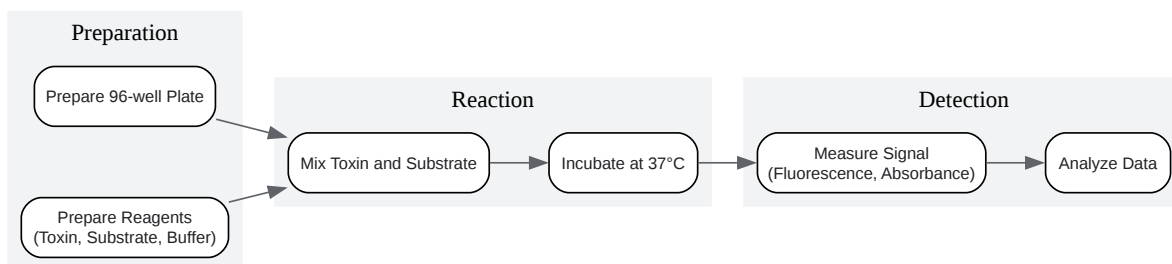 Preparation
Prepare 96-well Plate
Prepare Reagents
(Toxin, Substrate, Buffer)
Reaction
Mix Toxin and Substrate
Incubate at 37°C
Detection
Measure Signal
(Fluorescence, Absorbance)
Analyze Data